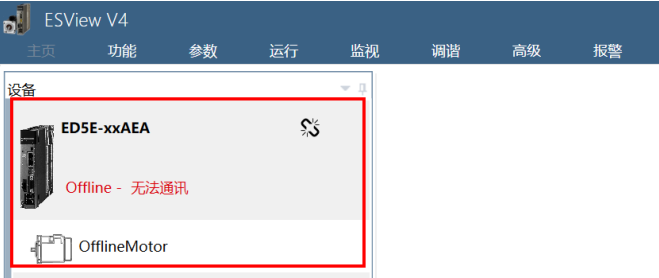 ESView V4
主页 功能 参数 运行 监视 调谐 高级 报警
设备
ED5E-xxAEA
Offline - 无法通讯
OfflineMotor